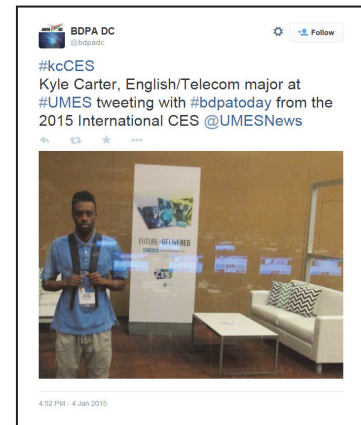 BDPA DC
@bdpadc
Follow
#kcCES
Kyle Carter, English/Telecom major at
#UMES tweeting with #bdpatoday from the
2015 International CES @UMESNews
FUTURE DELIVERED
CES
4:52 PM - 4 Jan 2015